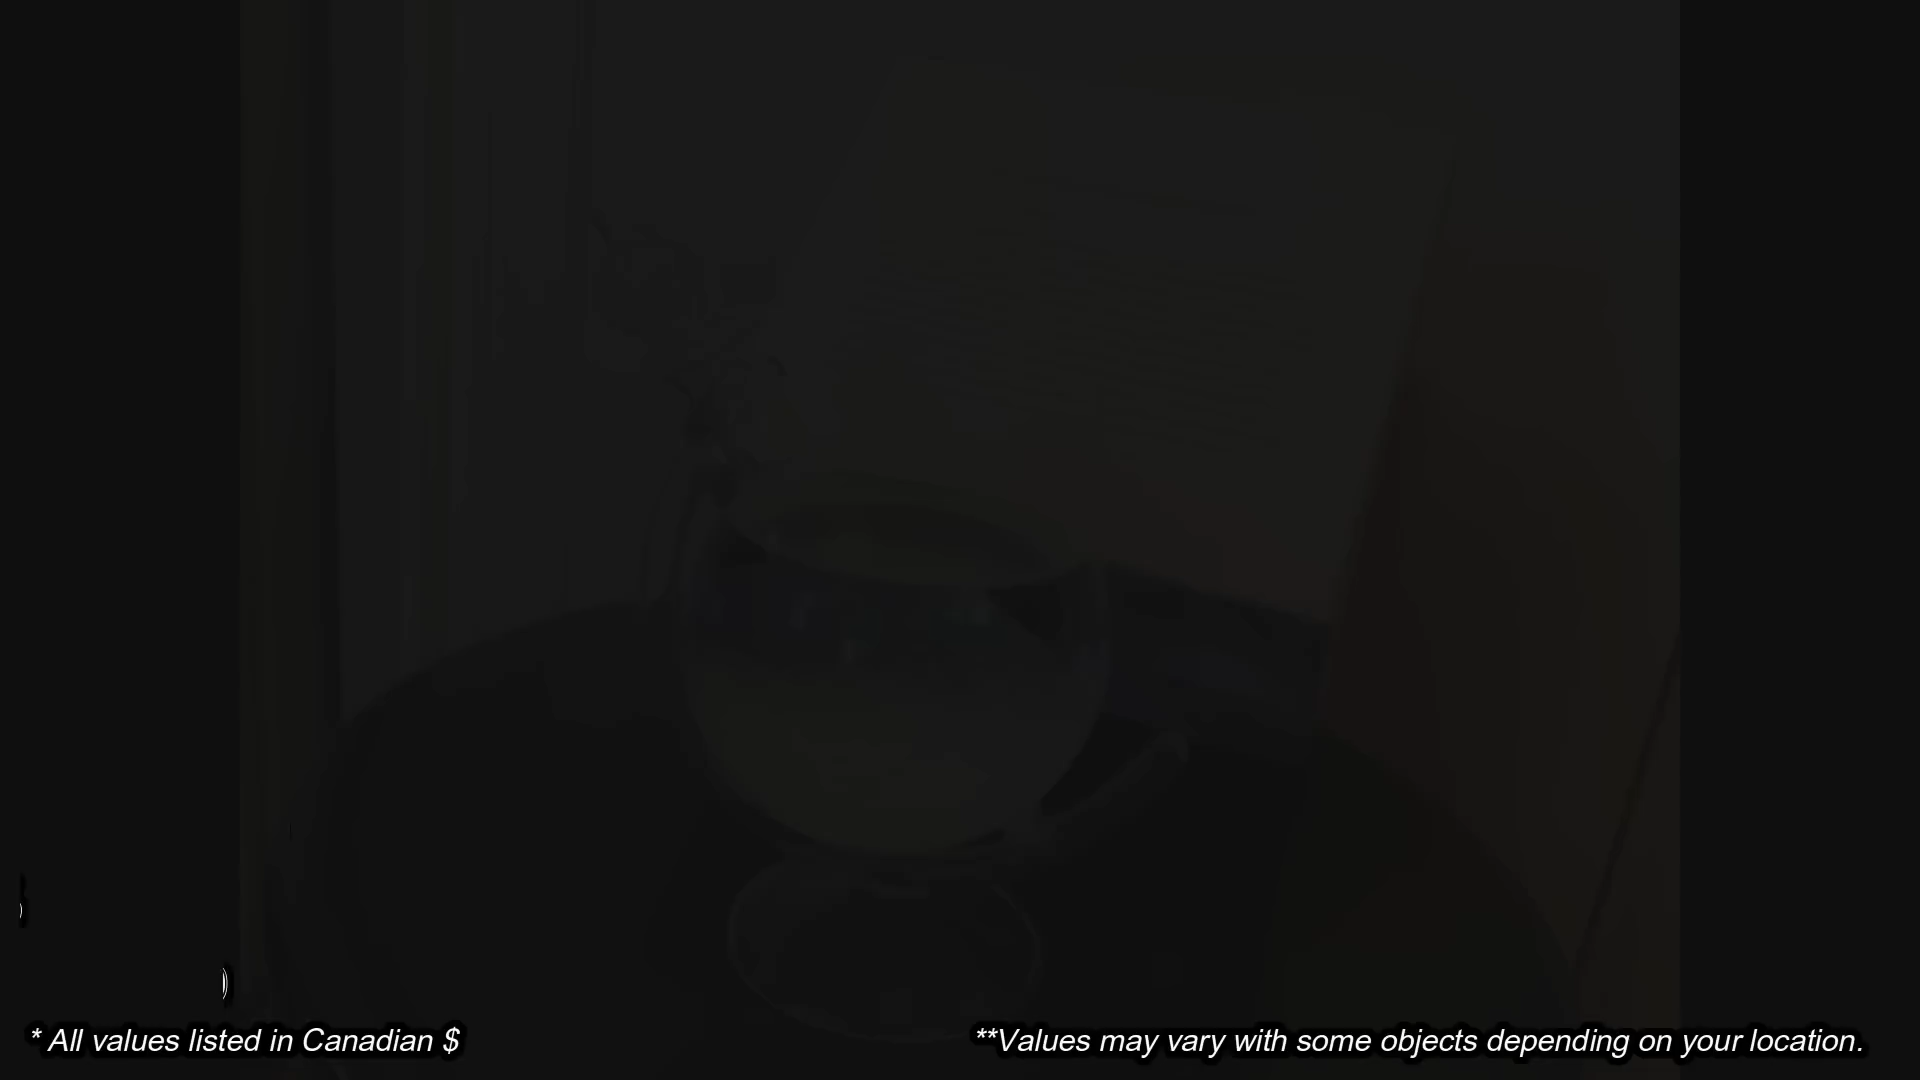 * All values listed in Canadian $
**Values may vary with some objects depending on your location.